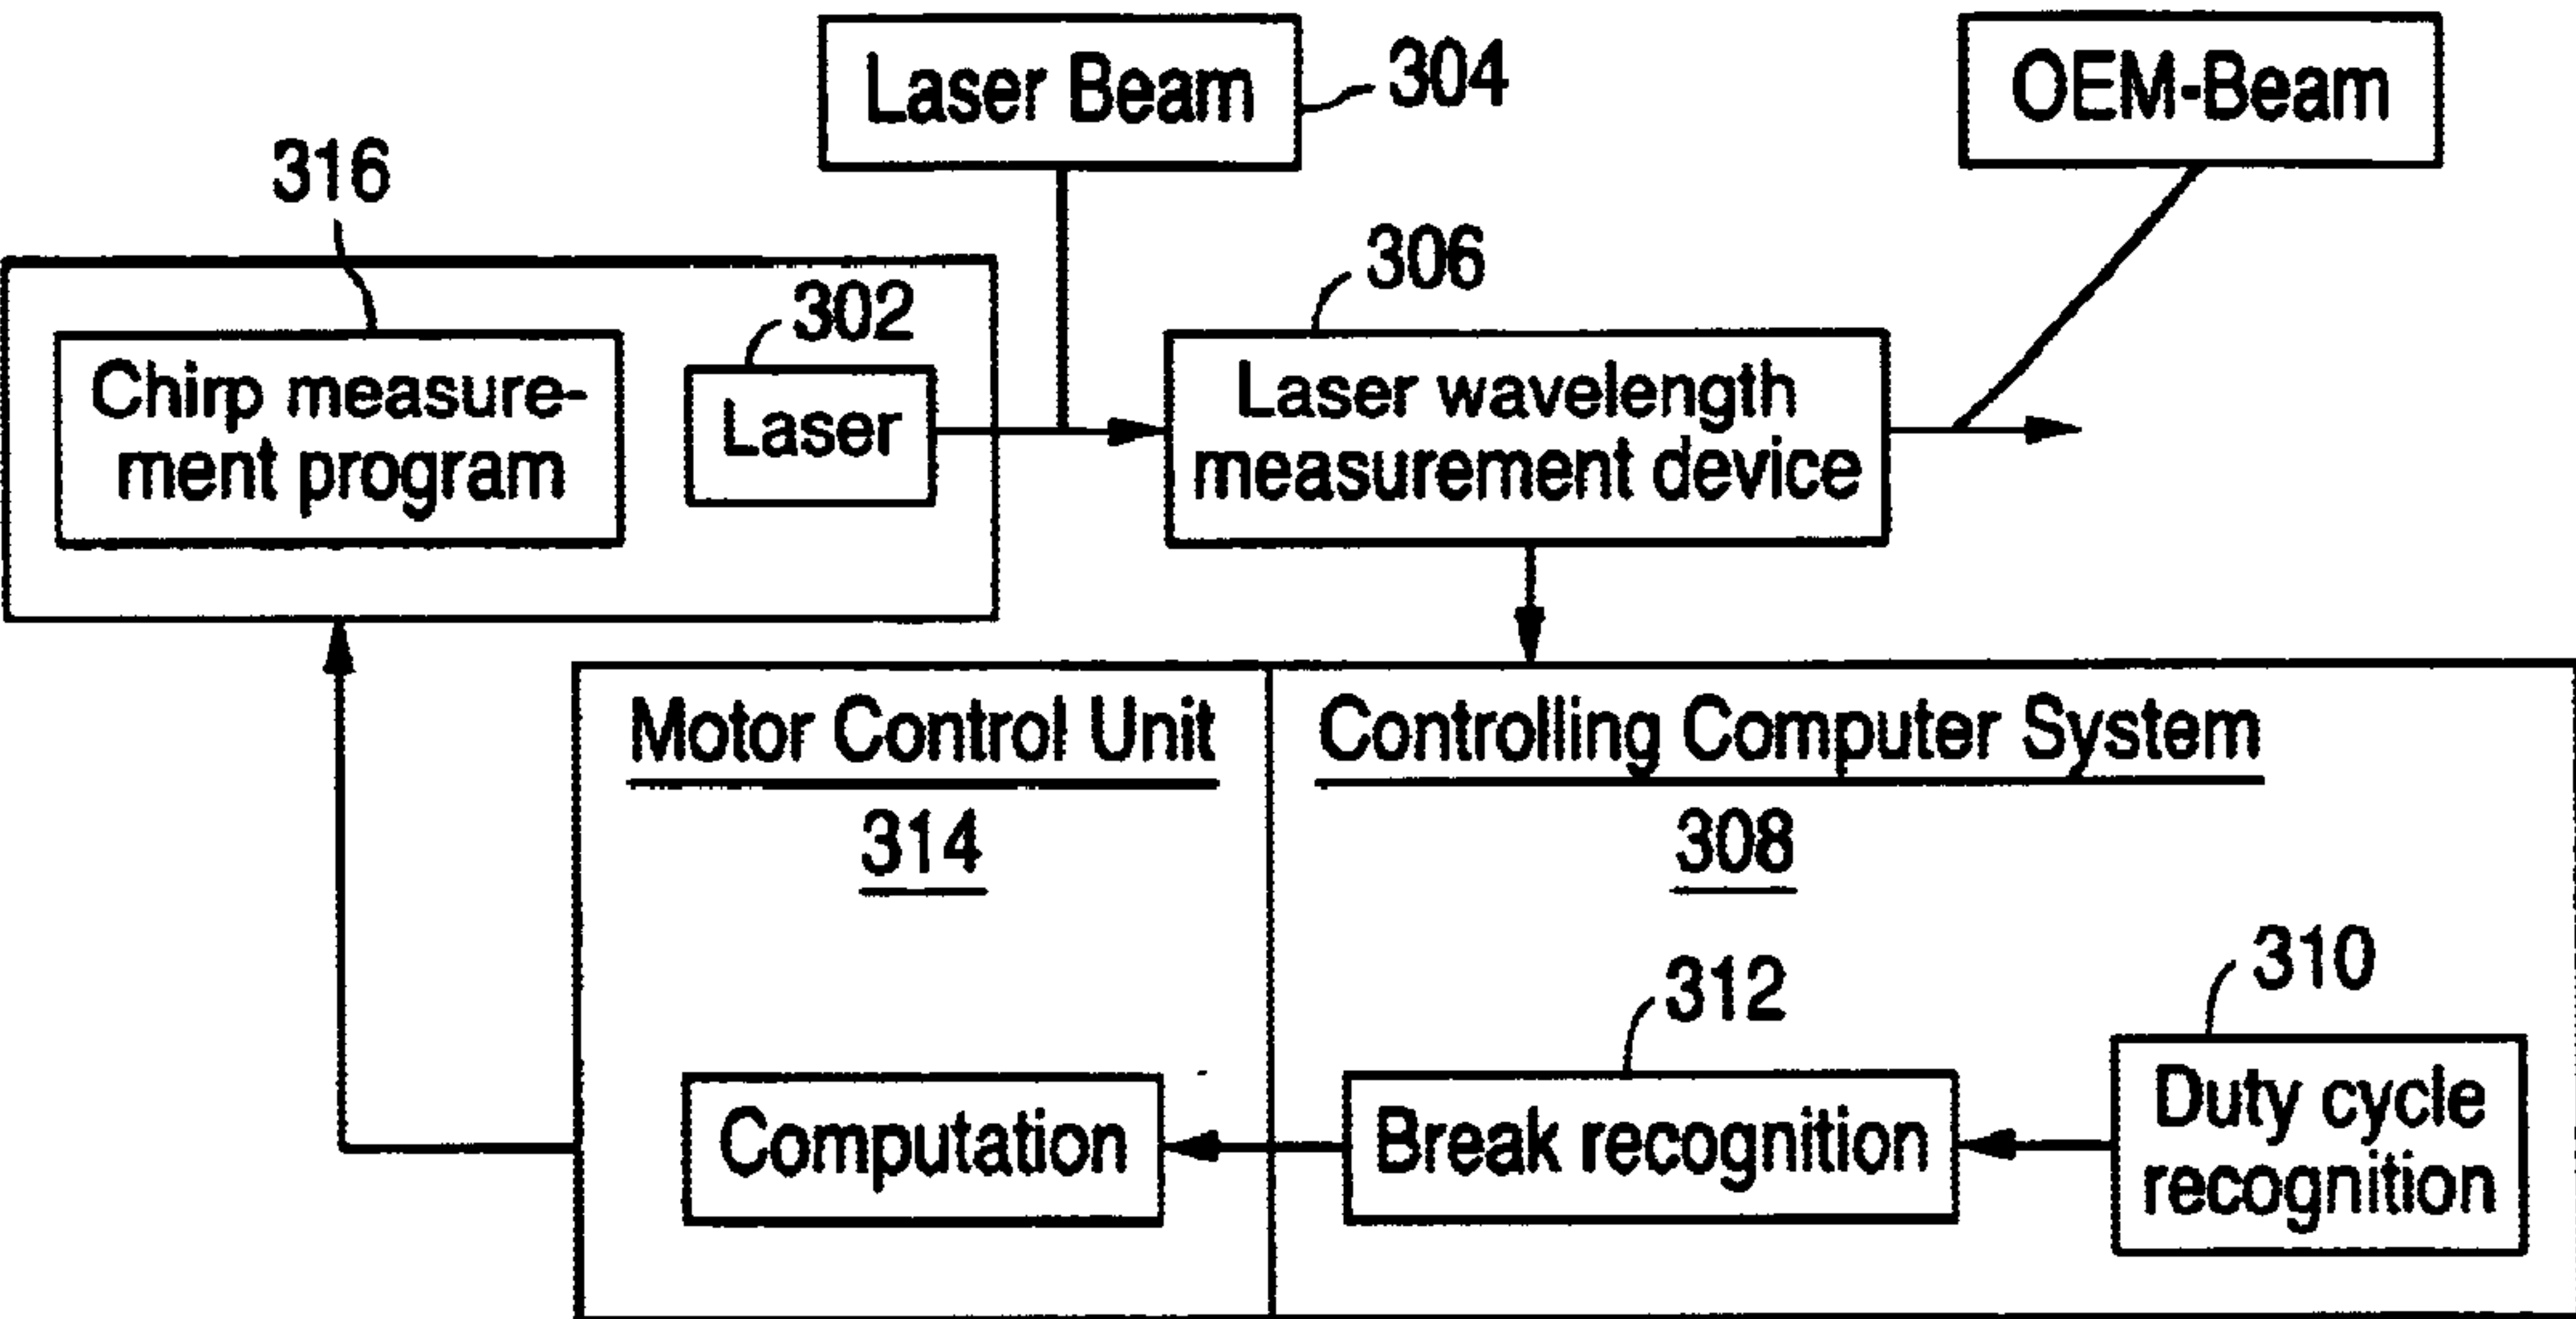 Laser Beam
304
OEM-Beam
316
302
306
Chirp measure-
ment program
Laser
Laser wavelength
measurement device
Motor Control Unit
314
Controlling Computer System
308
312
310
Computation
Break recognition
Duty cycle
recognition